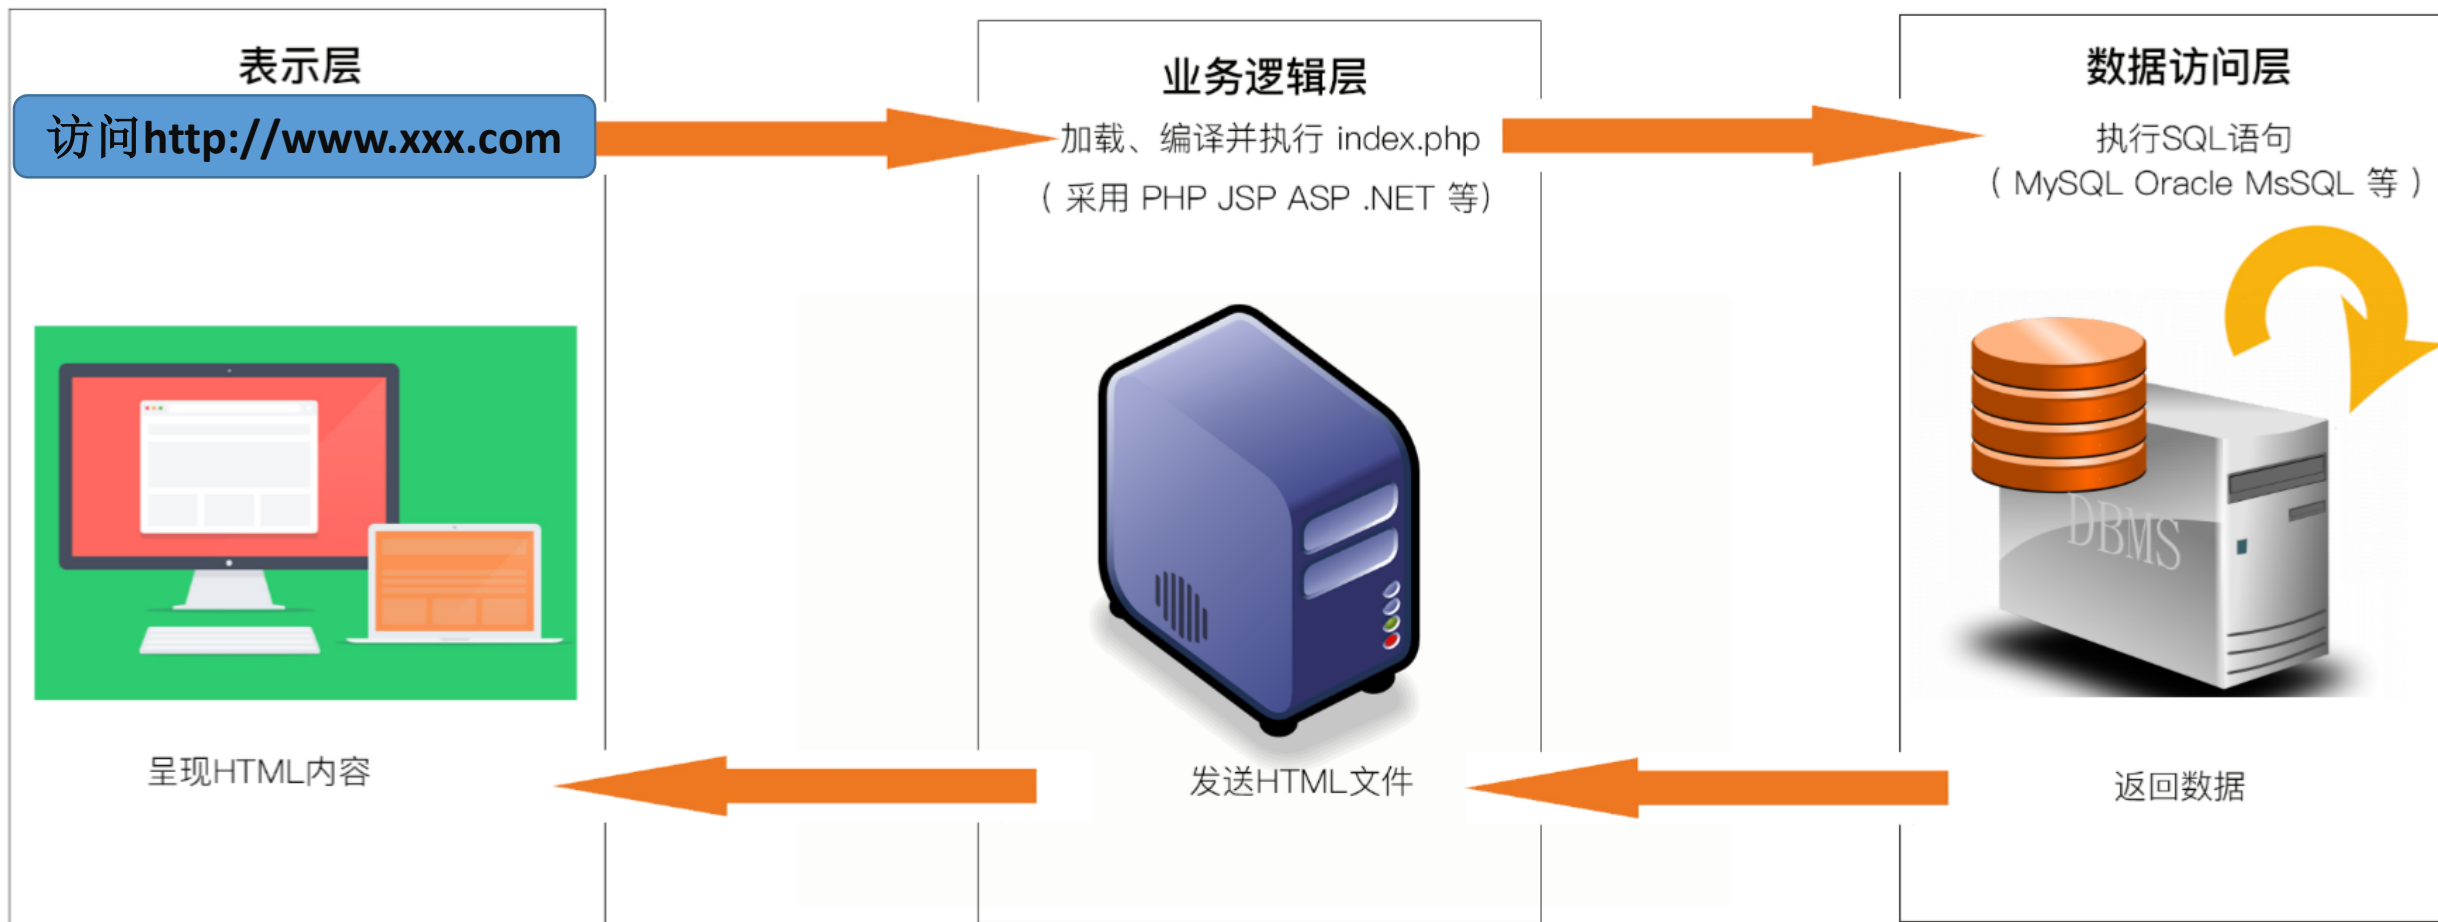 表示层
访问http://www.xxx.com
呈现HTML内容
业务逻辑层
加载、编译并执行 index.php
（ 采用 PHP JSP ASP .NET 等）
发送HTML文件
数据访问层
执行SQL语句
（ MySQL Oracle MsSQL 等 ）
DBMS
返回数据